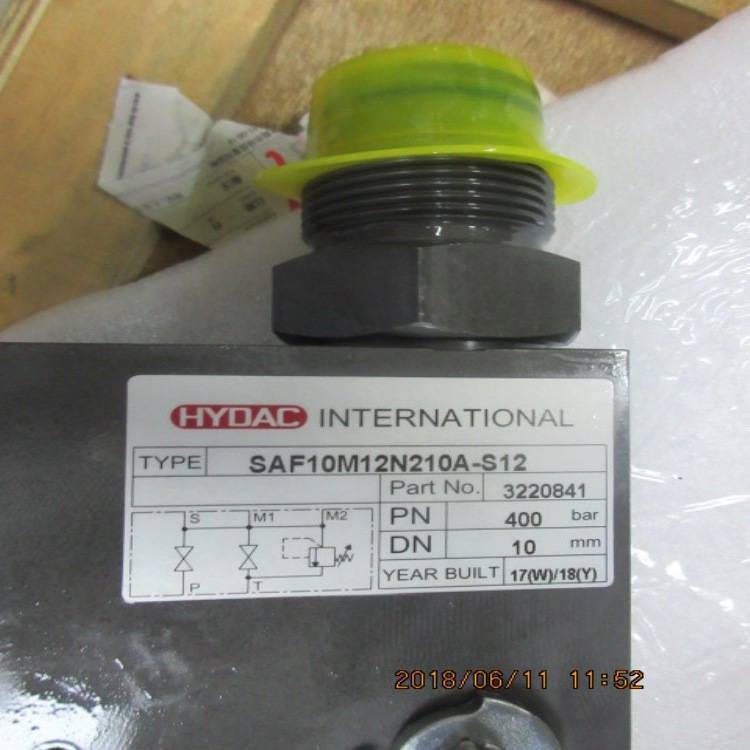 HYDAC INTERNATIONAL
TYPE SAF10M12N210A-S12
Part No. 3220841
PN 400 bar
DN 10 mm
YEAR BUILT 17(W)/18(Y)
S M1 M2
P T
2018/06/11 11:52